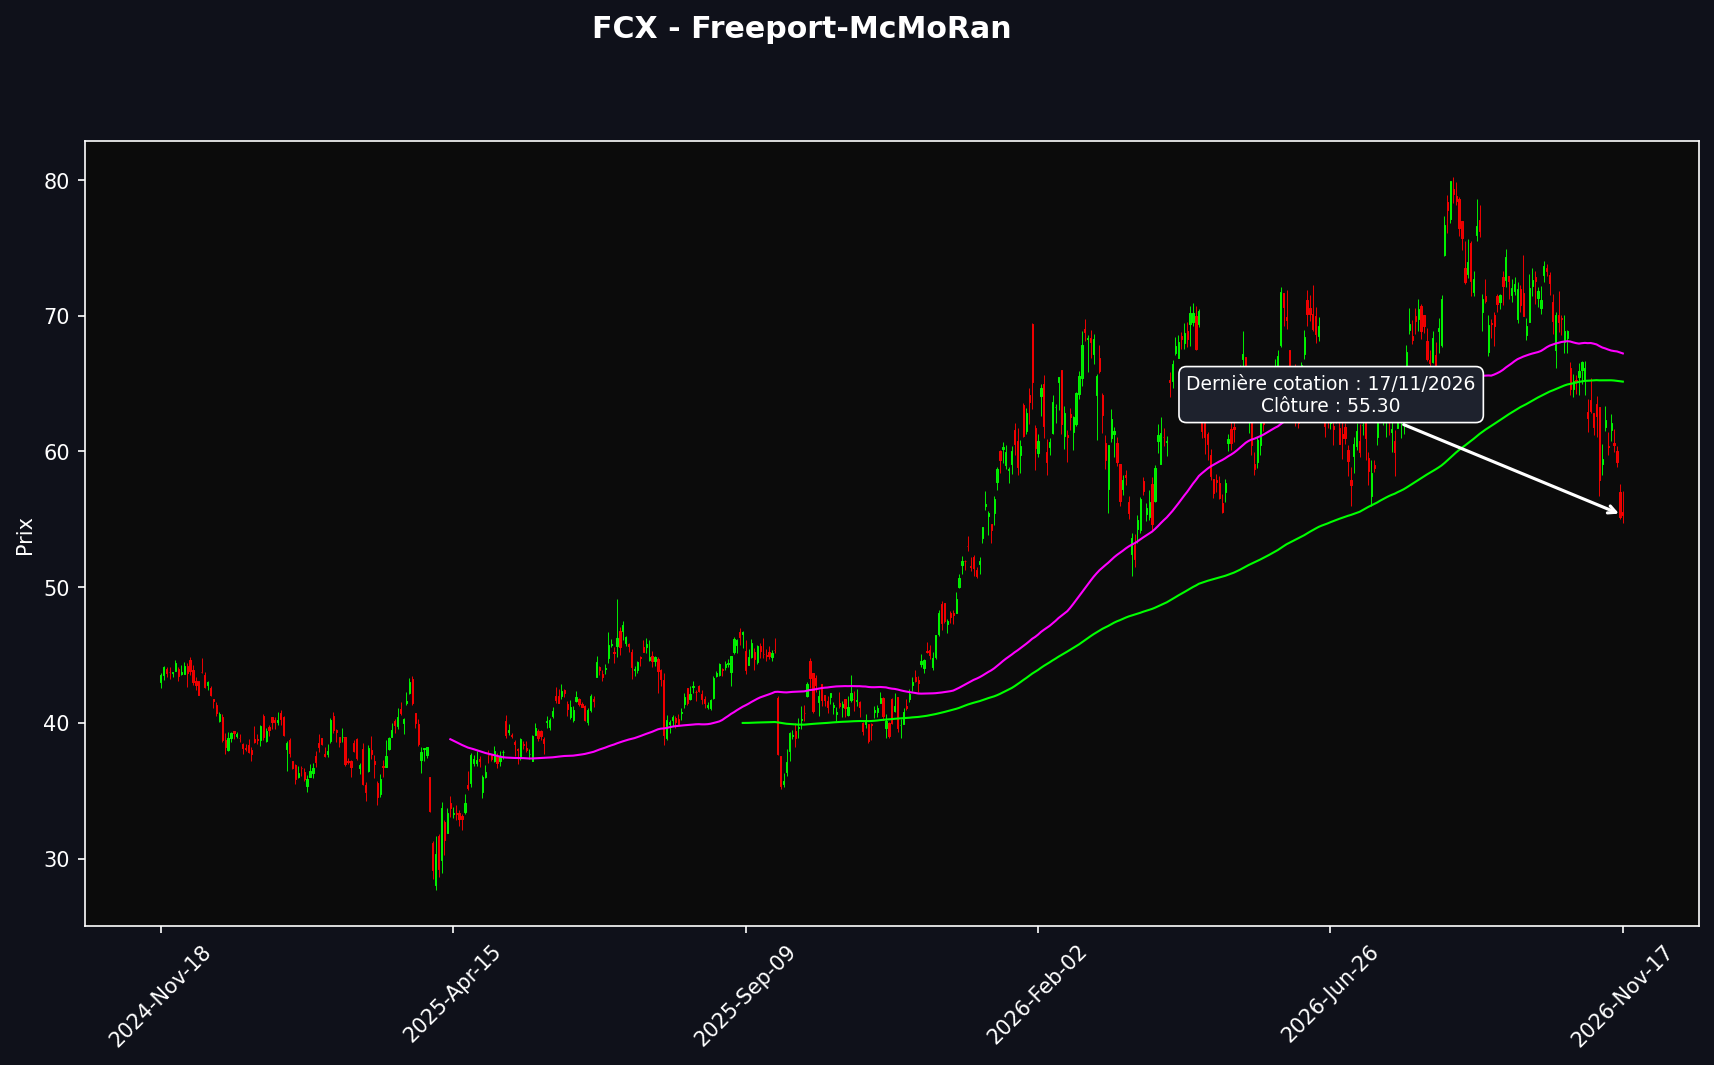 FCX - Freeport-McMoRan
80
70
60
50
40
30
Prix
Dernière cotation : 17/11/2026
Clôture : 55.30
2024-Nov-18
2025-Apr-15
2025-Sep-09
2026-Feb-02
2026-Jun-26
2026-Nov-17